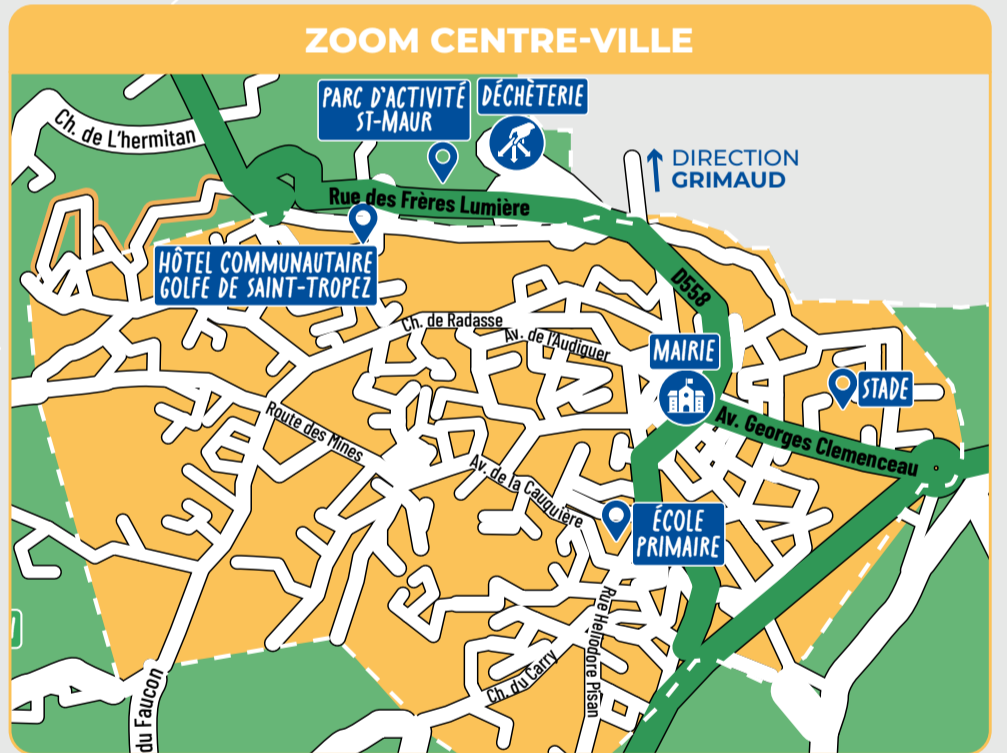 ZOOM CENTRE-VILLE
PARC D'ACTIVITÉ
ST-MAUR
DÉCHÈTERIE
Ch. de L'hermitan
DIRECTION
GRIMAUD
Rue des Frères Lumière
HÔTEL COMMUNAUTAIRE
GOLFE DE SAINT-TROPEZ
D558
Ch. de Radasse
Av. de l'Audiguer
MAIRIE
STADE
Route des Mines
Av. Georges Clemenceau
Av. de la Cauquière
ÉCOLE
PRIMAIRE
Rue Héliodore Pisan
Ch. du Carry
du Faucon